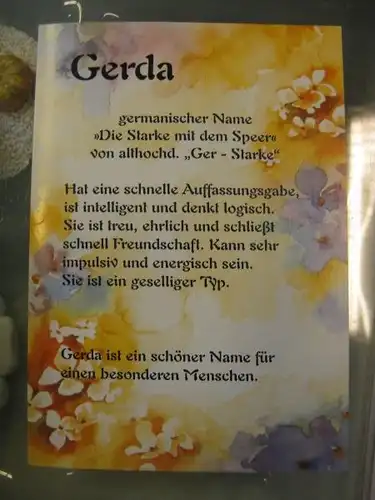 Gerda
germanischer Name
»Die Starke mit dem Speer«
von althochd. „Ger - Starke“
Hat eine schnelle Auffassungsgabe,
ist intelligent und denkt logisch.
Sie ist treu, ehrlich und schließt
schnell Freundschaft. Kann sehr
impulsiv und energisch sein.
Sie ist ein geselliger Typ.
Gerda ist ein schöner Name für
einen besonderen Menschen.